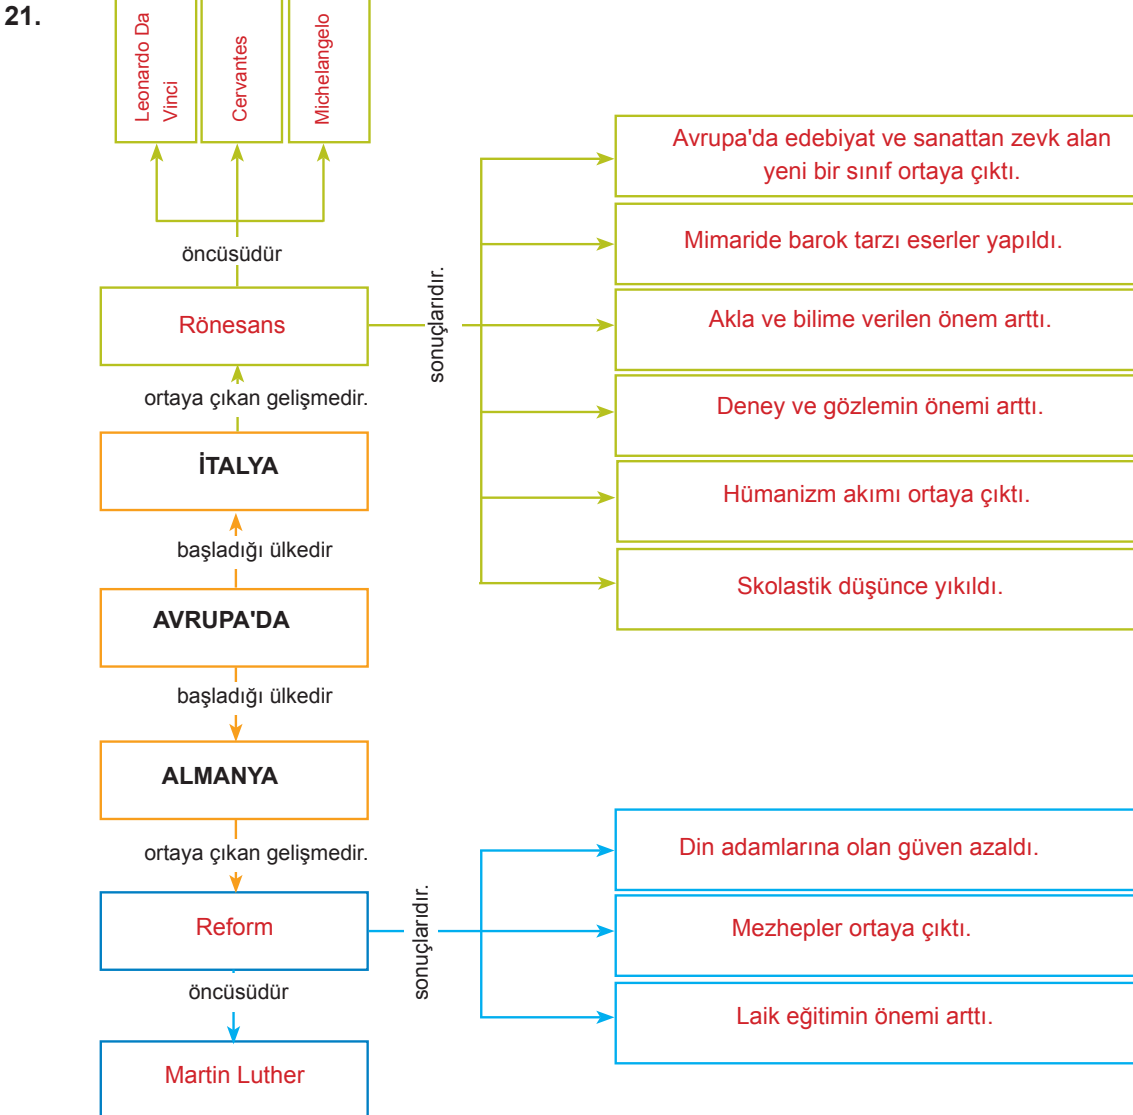 21.
Leonardo Da
Vinci
Cervantes
Michelangelo
öncüsüdür
Rönesans
sonuçlarıdır.
Avrupa'da edebiyat ve sanattan zevk alan
yeni bir sınıf ortaya çıktı.
Mimaride barok tarzı eserler yapıldı.
Akla ve bilime verilen önem arttı.
Deney ve gözlemin önemi arttı.
Hümanizm akımı ortaya çıktı.
Skolastik düşünce yıkıldı.
ortaya çıkan gelişmedir.
İTALYA
başladığı ülkedir
AVRUPA'DA
başladığı ülkedir
ALMANYA
ortaya çıkan gelişmedir.
Reform
sonuçlarıdır.
Din adamlarına olan güven azaldı.
Mezhepler ortaya çıktı.
Laik eğitimin önemi arttı.
öncüsüdür
Martin Luther